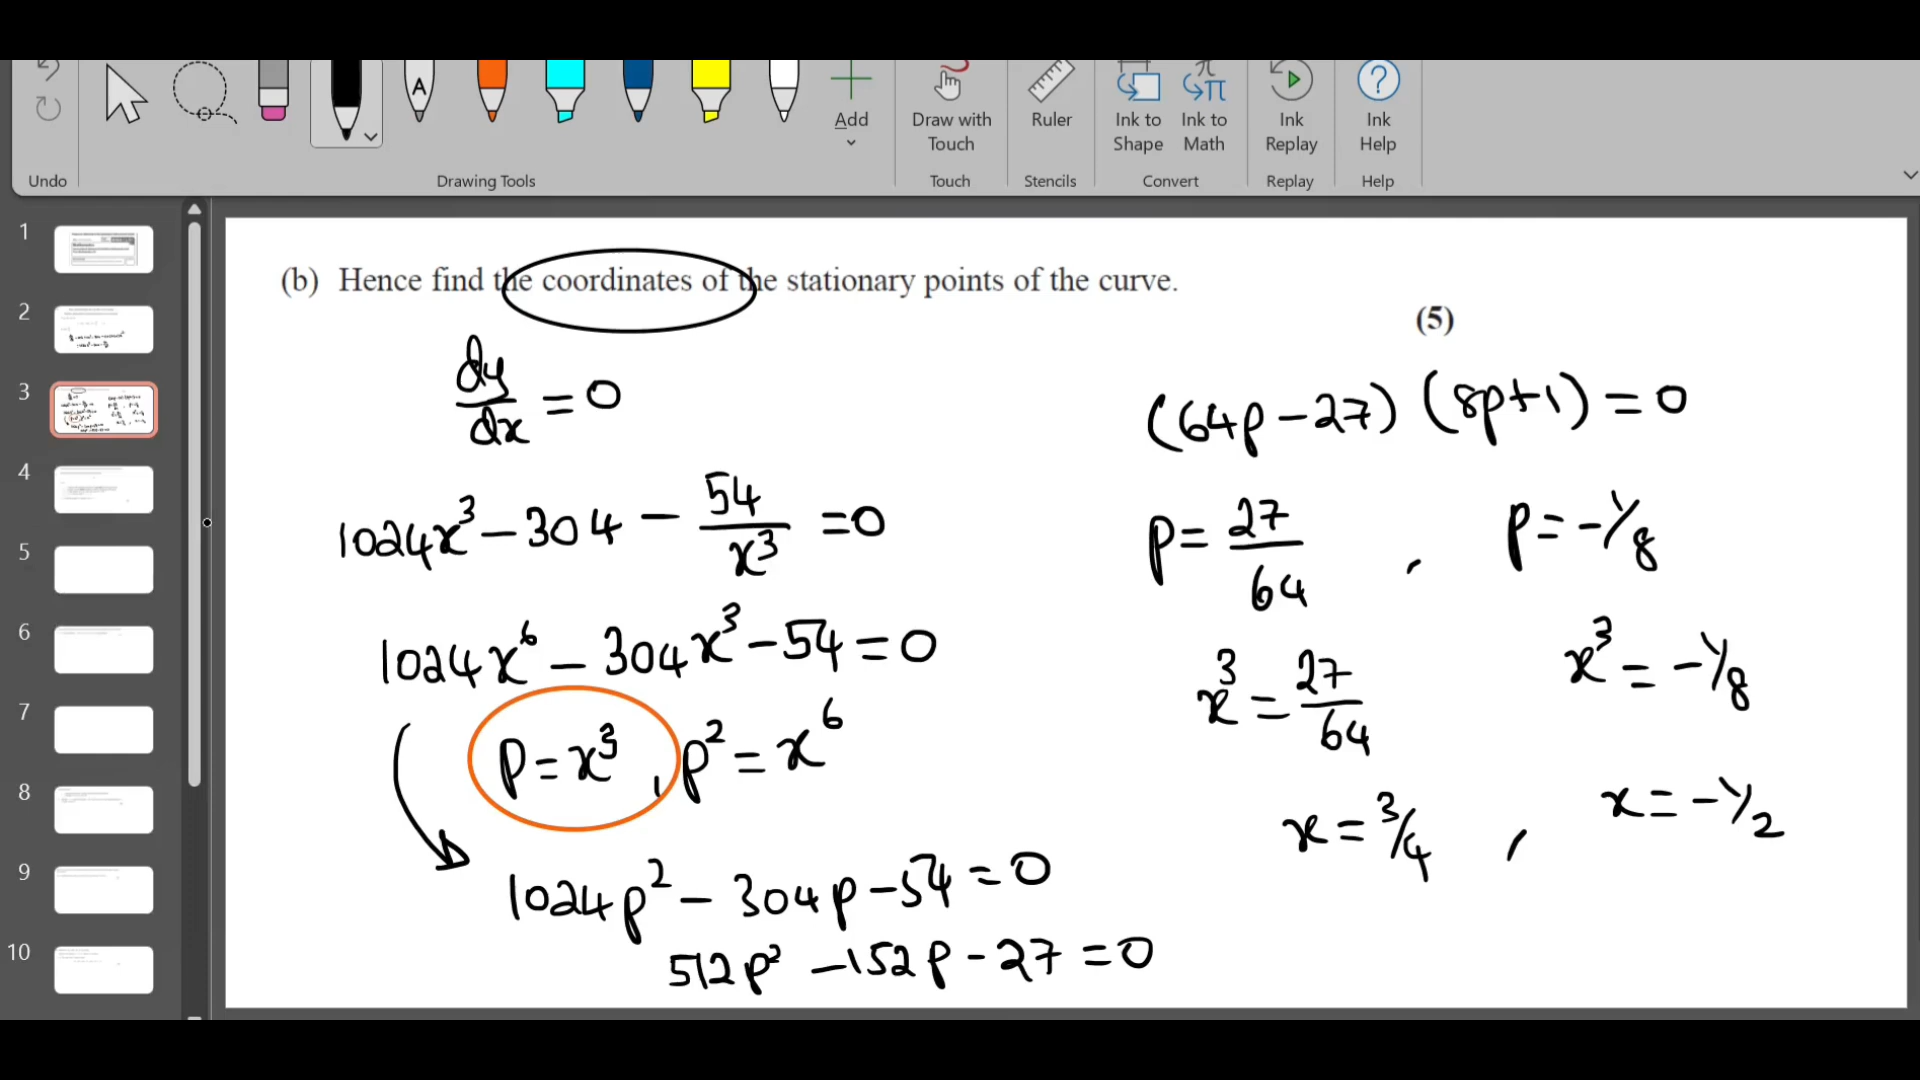 Undo
Drawing Tools
Add
Draw with Touch
Touch
Ruler
Stencils
Ink to Shape
Ink to Math
Convert
Ink Replay
Replay
Ink Help
Help
1
2
3
4
5
6
7
8
9
10
(b) Hence find the coordinates of the stationary points of the curve.
(5)
dy/dx = 0
1024x³ − 304 − 54/x³ = 0
1024x⁶ − 304x³ − 54 = 0
p = x³ , p² = x⁶
1024p² − 304p − 54 = 0
512p² − 152p − 27 = 0
(64p − 27) (8p + 1) = 0
p = 27/64 , p = −1/8
x³ = 27/64 x³ = −1/8
x = 3/4 , x = −1/2